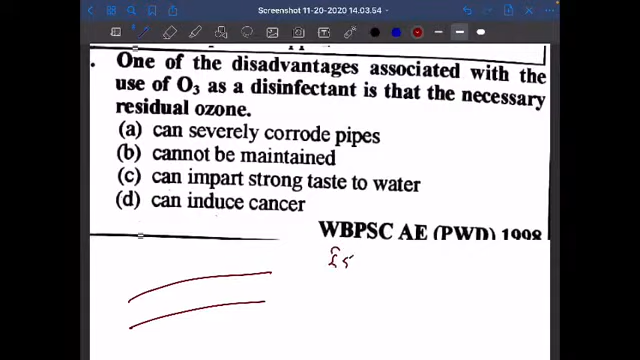 Screenshot 11-20-2020 14.03.54
. One of the disadvantages associated with the
use of O₃ as a disinfectant is that the necessary
residual ozone.
(a) can severely corrode pipes
(b) cannot be maintained
(c) can impart strong taste to water
(d) can induce cancer
WBPSC AE (PWD) 1998